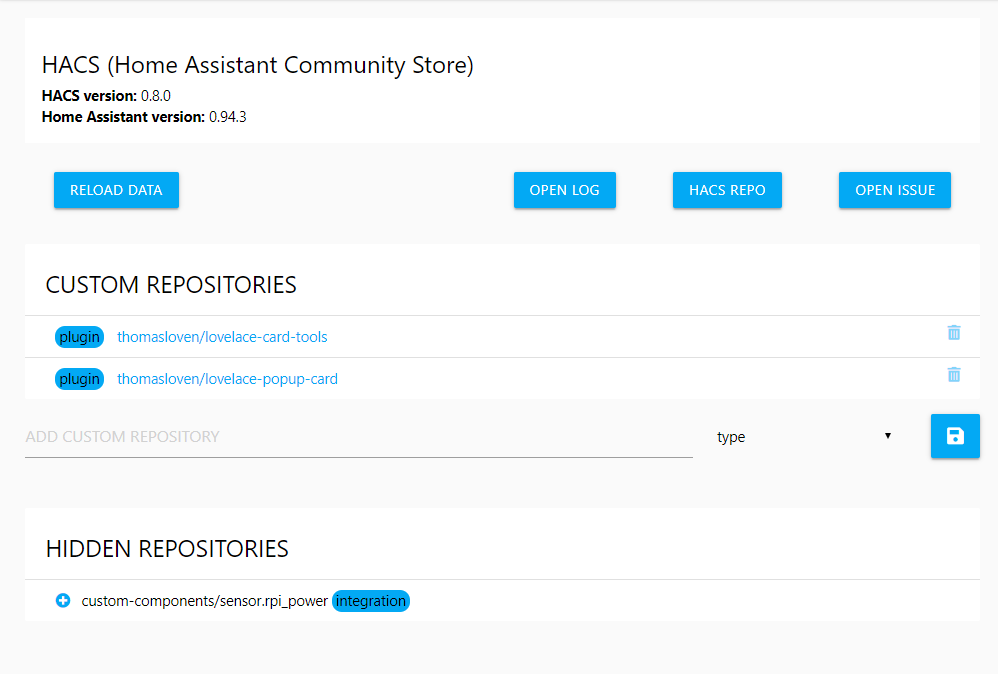 HACS (Home Assistant Community Store)
HACS version: 0.8.0
Home Assistant version: 0.94.3
RELOAD DATA OPEN LOG HACS REPO OPEN ISSUE
CUSTOM REPOSITORIES
plugin thomasloven/lovelace-card-tools
plugin thomasloven/lovelace-popup-card
ADD CUSTOM REPOSITORY type
HIDDEN REPOSITORIES
custom-components/sensor.rpi_power integration